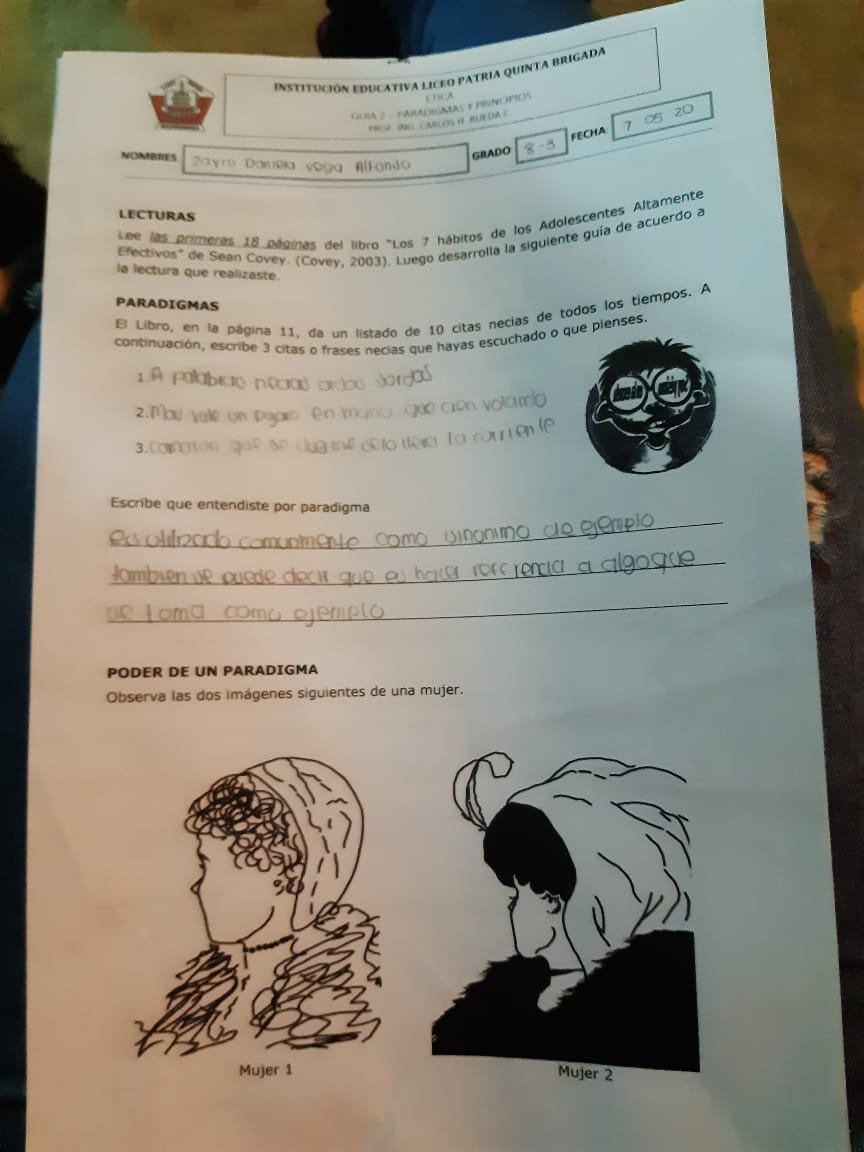 INSTITUCIÓN EDUCATIVA LICEO PATRIA QUINTA BRIGADA
ETICA
GUIA 2 – PARADIGMAS Y PRINCIPIOS
PROF. ING. CARLOS H. RUEDA C.
NOMBRES Zayra Daniela Vega Alfonso GRADO 8-3 FECHA: 7 05 20
LECTURAS
Lee las primeras 18 páginas del libro "Los 7 hábitos de los Adolescentes Altamente
Efectivos" de Sean Covey. (Covey, 2003). Luego desarrolla la siguiente guía de acuerdo a
la lectura que realizaste.
PARADIGMAS
El Libro, en la página 11, da un listado de 10 citas necias de todos los tiempos. A
continuación, escribe 3 citas o frases necias que hayas escuchado o que pienses.
1. A palabras necias oidos sordos
2. Mas vale un pajaro en mano que cien volando
3. camaron que se duerme se lo lleva la corriente
Escribe que entendiste por paradigma
es utilizado comunmente como sinonimo de ejemplo
tambien se puede decir que es hacer referencia a algo que
se toma como ejemplo
PODER DE UN PARADIGMA
Observa las dos imágenes siguientes de una mujer.
Mujer 1
Mujer 2